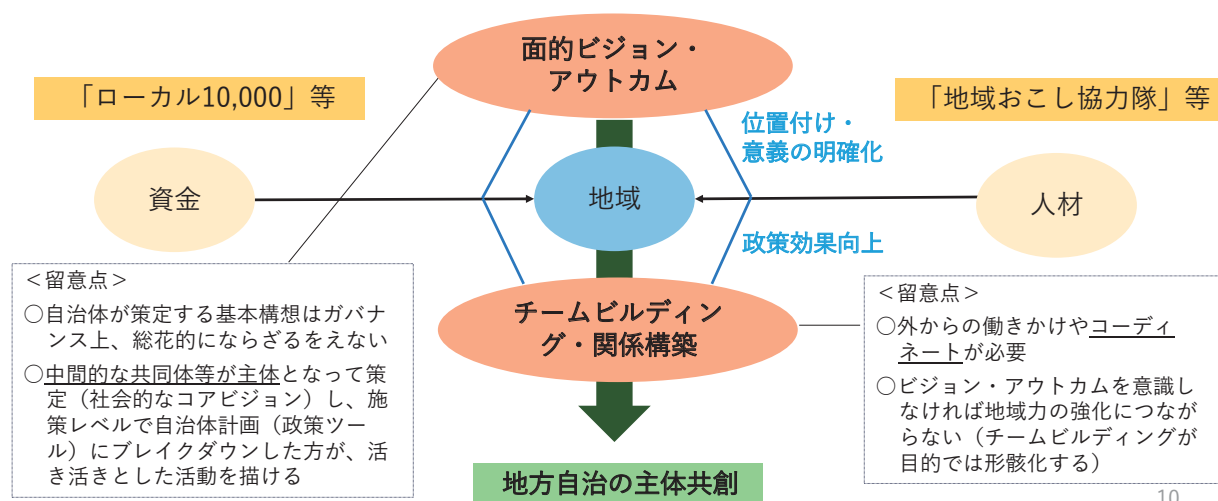 面的ビジョン・
アウトカム
「ローカル10,000」等
「地域おこし協力隊」等
位置付け・
意義の明確化
資金
地域
人材
政策効果向上
＜留意点＞
○自治体が策定する基本構想はガバナ
ンス上、総花的にならざるをえない
○中間的な共同体等が主体となって策
定（社会的なコアビジョン）し、施
策レベルで自治体計画（政策ツー
ル）にブレイクダウンした方が、活
き活きとした活動を描ける
チームビルディン
グ・関係構築
＜留意点＞
○外からの働きかけやコーディ
ネートが必要
○ビジョン・アウトカムを意識し
なければ地域力の強化につなが
らない（チームビルディングが
目的では形骸化する）
地方自治の主体共創
10